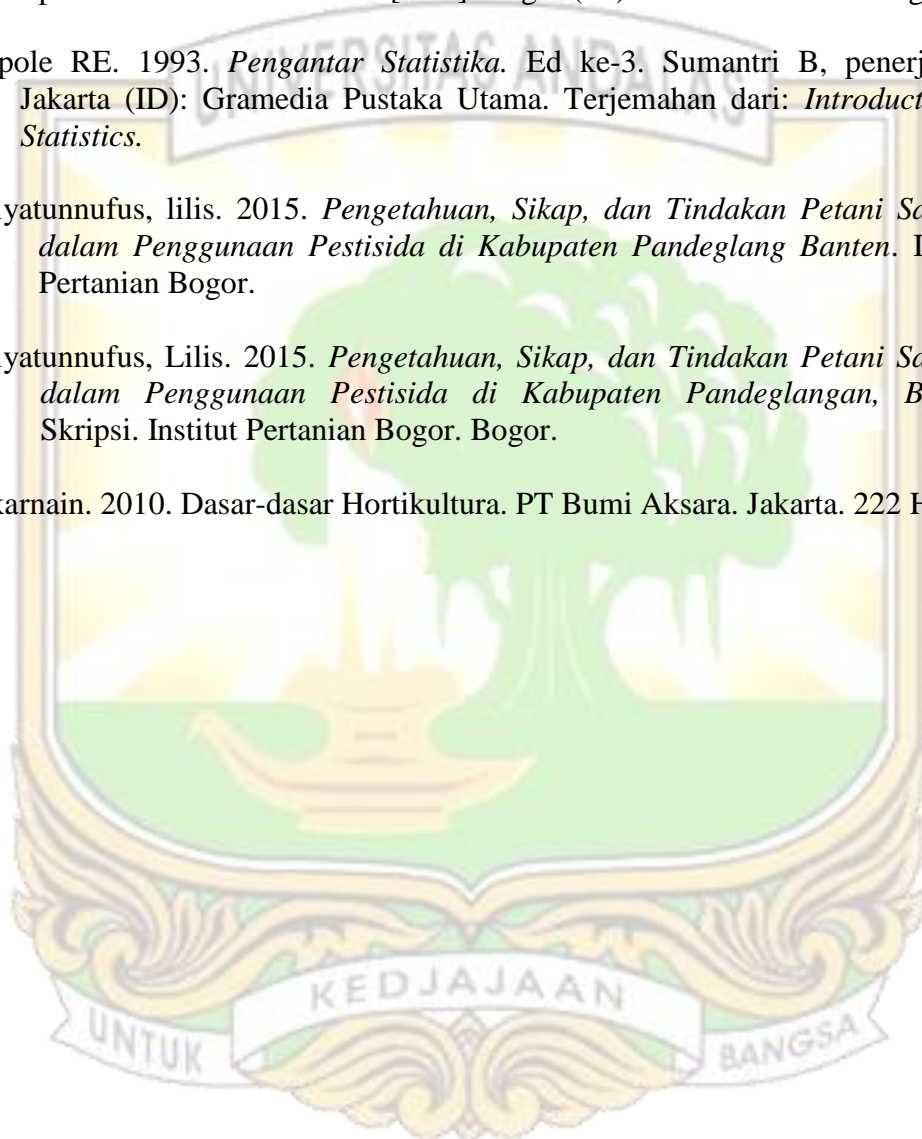 UNIVERSITAS ANDALAS
pole RE. 1993. Pengantar Statistika. Ed ke-3. Sumantri B, penerj
Jakarta (ID): Gramedia Pustaka Utama. Terjemahan dari: Introduct
Statistics.
yatunnufus, lilis. 2015. Pengetahuan, Sikap, dan Tindakan Petani Sa
dalam Penggunaan Pestisida di Kabupaten Pandeglang Banten. I
Pertanian Bogor.
yatunnufus, Lilis. 2015. Pengetahuan, Sikap, dan Tindakan Petani Sa
dalam Penggunaan Pestisida di Kabupaten Pandeglangan, B
Skripsi. Institut Pertanian Bogor. Bogor.
karnain. 2010. Dasar-dasar Hortikultura. PT Bumi Aksara. Jakarta. 222 H
UNTUK KEDJAJAAN BANGSA